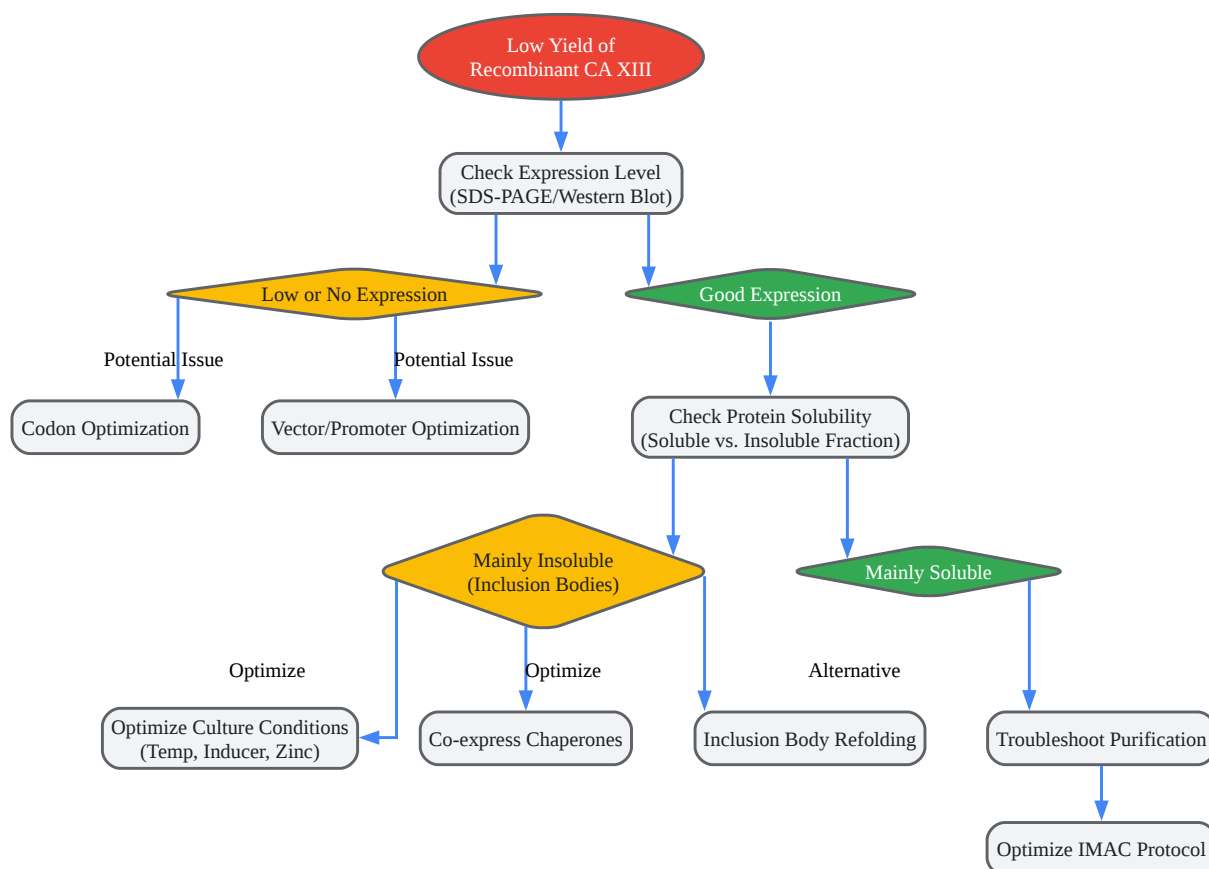 Low Yield of
Recombinant CA XIII
Check Expression Level
(SDS-PAGE/Western Blot)
Low or No Expression
Good Expression
Potential Issue
Potential Issue
Codon Optimization
Vector/Promoter Optimization
Check Protein Solubility
(Soluble vs. Insoluble Fraction)
Mainly Insoluble
(Inclusion Bodies)
Mainly Soluble
Optimize
Optimize
Alternative
Optimize Culture Conditions
(Temp, Inducer, Zinc)
Co-express Chaperones
Inclusion Body Refolding
Troubleshoot Purification
Optimize IMAC Protocol